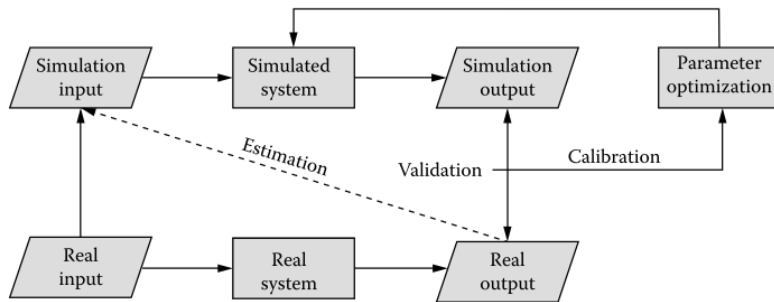 Simulation
input
Simulated
system
Simulation
output
Parameter
optimization
Estimation
Validation
Calibration
Real
input
Real
system
Real
output